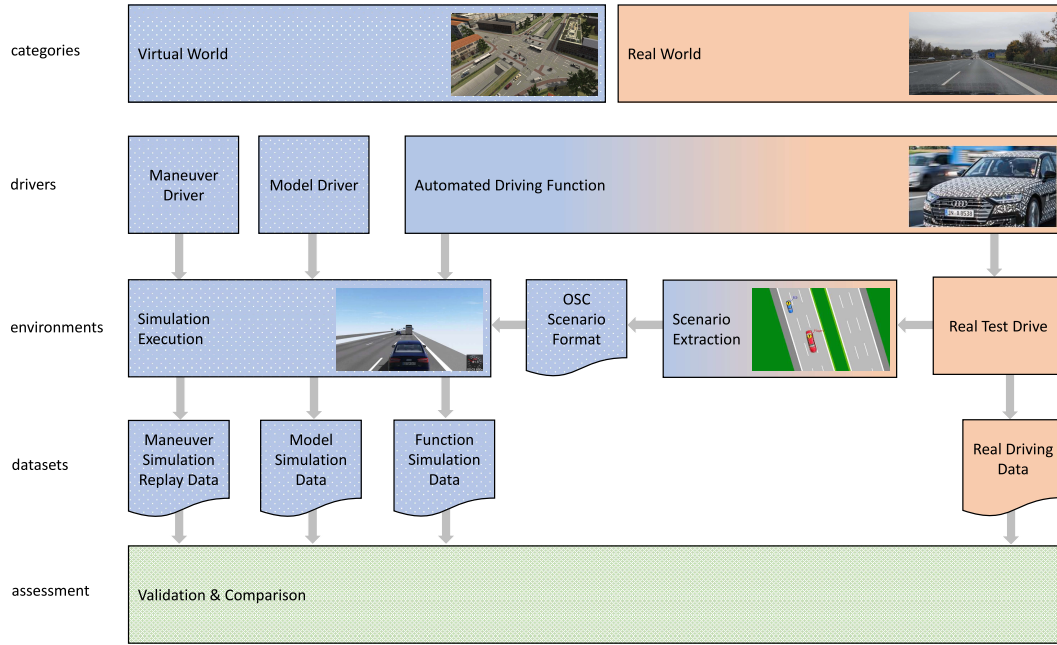 categories
Virtual World
Real World
drivers
Maneuver
Driver
Model Driver
Automated Driving Function
environments
Simulation
Execution
OSC
Scenario
Format
Scenario
Extraction
Real Test Drive
datasets
Maneuver
Simulation
Replay Data
Model
Simulation
Data
Function
Simulation
Data
Real Driving
Data
assessment
Validation & Comparison